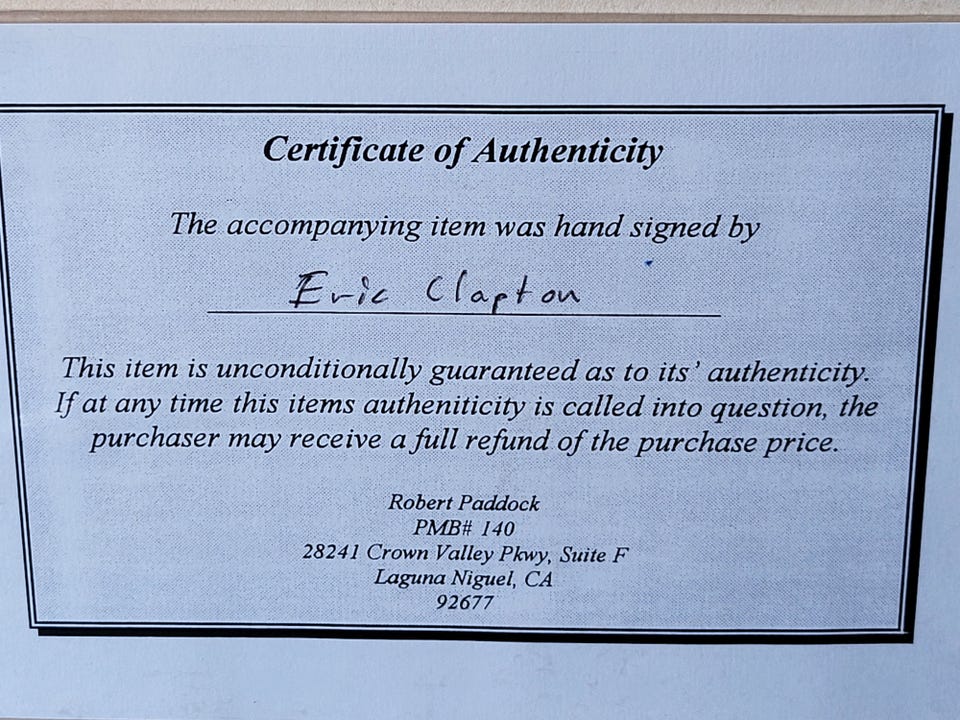 Certificate of Authenticity
The accompanying item was hand signed by
Eric Clapton
This item is unconditionally guaranteed as to its' authenticity.
If at any time this items autheniticity is called into question, the
purchaser may receive a full refund of the purchase price.
Robert Paddock
PMB# 140
28241 Crown Valley Pkwy, Suite F
Laguna Niguel, CA
92677